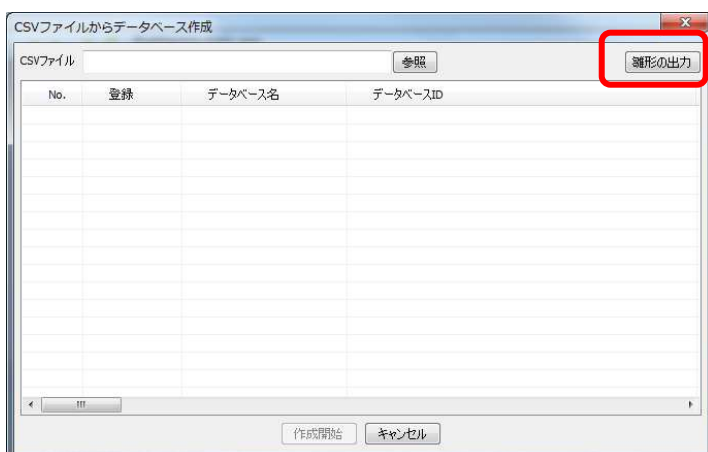 CSVファイルからデータベース作成
CSVファイル 参照 雛形の出力
No. 登録 データベース名 データベースID
作成開始 キャンセル